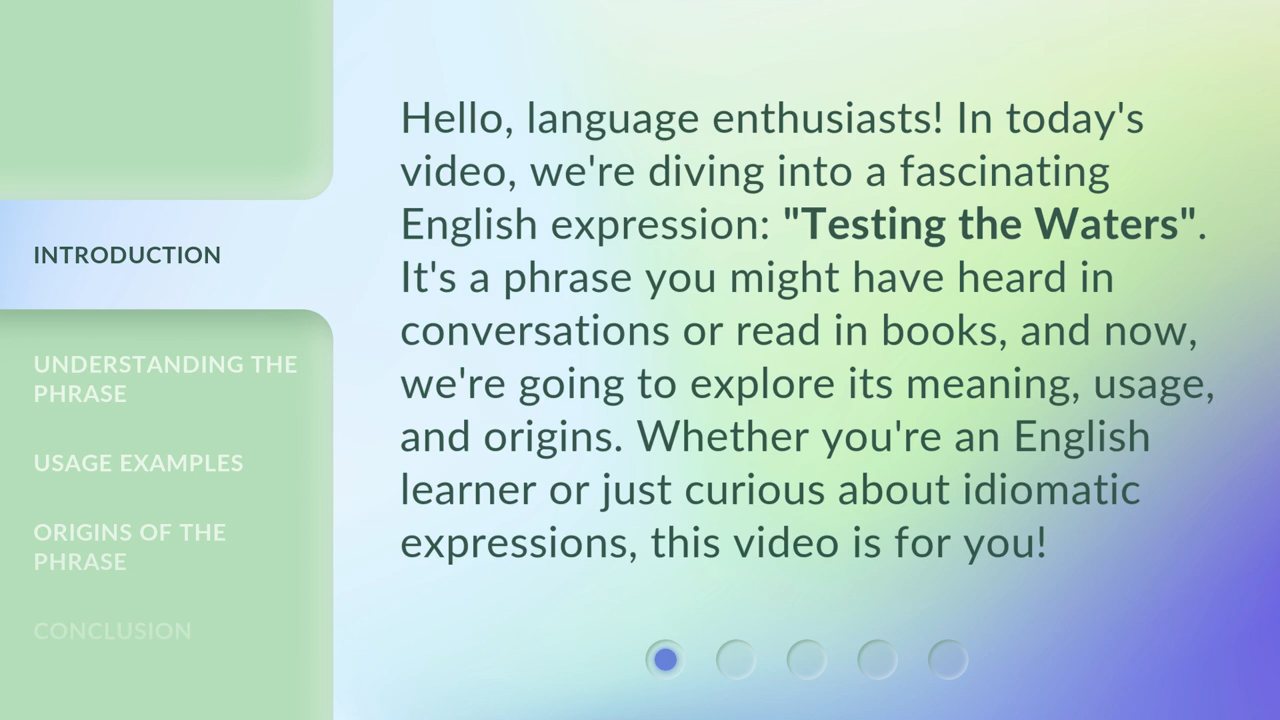 INTRODUCTION
UNDERSTANDING THE
PHRASE
USAGE EXAMPLES
ORIGINS OF THE
PHRASE
CONCLUSION
Hello, language enthusiasts! In today's
video, we're diving into a fascinating
English expression: "Testing the Waters".
It's a phrase you might have heard in
conversations or read in books, and now,
we're going to explore its meaning, usage,
and origins. Whether you're an English
learner or just curious about idiomatic
expressions, this video is for you!